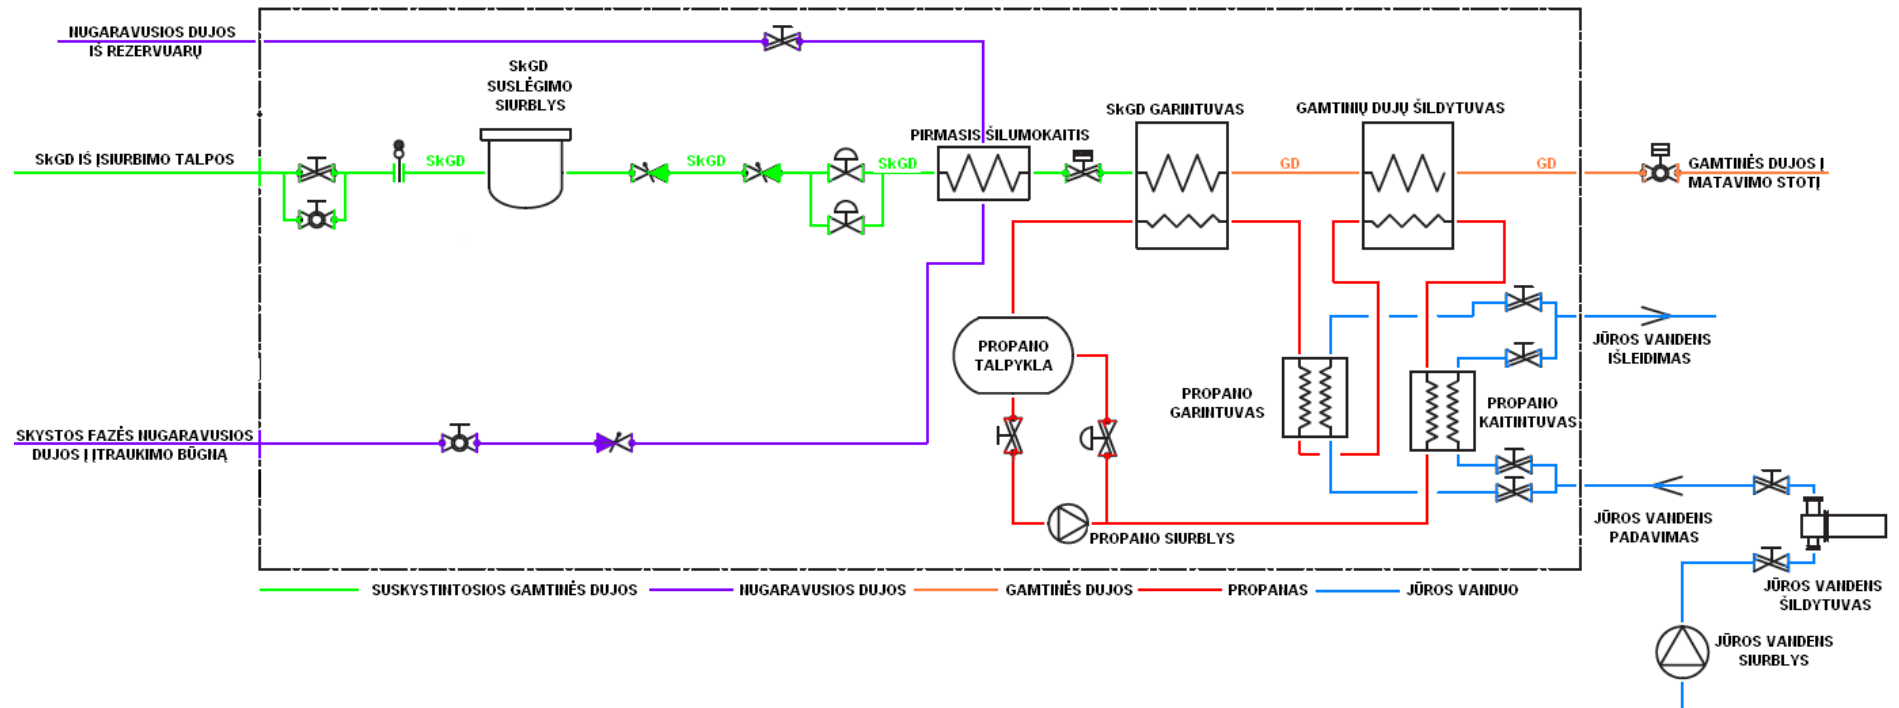 NUGARAVUSIOS DUJOS
IŠ REZERVUARŲ
SkGD
SUSLĖGIMO
SIURBLYS
SkGD IŠ ĮSIURBIMO TALPOS
SkGD
SkGD
SkGD
PIRMASIS ŠILUMOKAITIS
SkGD GARINTUVAS
GAMTINIŲ DUJŲ ŠILDYTUVAS
GD
GD
GAMTINĖS DUJOS Į
MATAVIMO STOTĮ
PROPANO
TALPYKLA
PROPANO
GARINTUVAS
PROPANO
KAITINTUVAS
JŪROS VANDENS
IŠLEIDIMAS
SKYSTOS FAZĖS NUGARAVUSIOS
DUJOS Į ĮTRAUKIMO BŪGNĄ
PROPANO SIURBLYS
JŪROS VANDENS
PADAVIMAS
JŪROS VANDENS
ŠILDYTUVAS
SUSKYSTINTOSIOS GAMTINĖS DUJOS
NUGARAVUSIOS DUJOS
GAMTINĖS DUJOS
PROPANAS
JŪROS VANDUO
JŪROS VANDENS
SIURBLYS